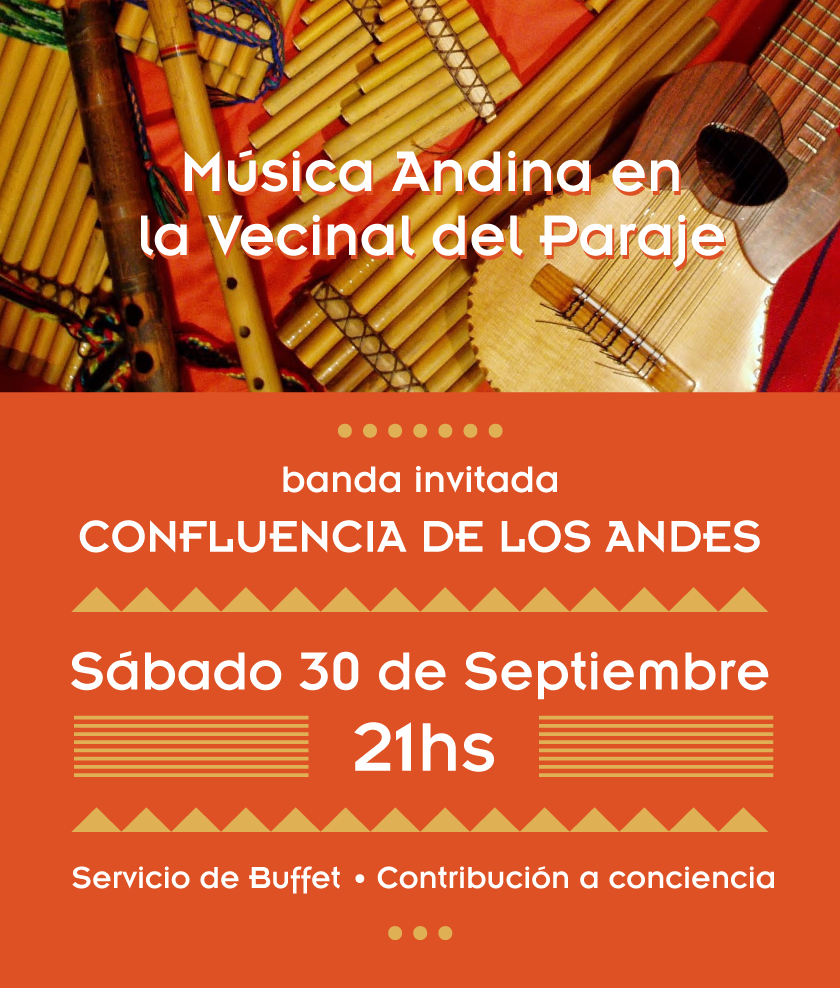 Música Andina en
la Vecinal del Paraje
banda invitada
CONFLUENCIA DE LOS ANDES
Sábado 30 de Septiembre
21hs
Servicio de Buffet • Contribución a conciencia